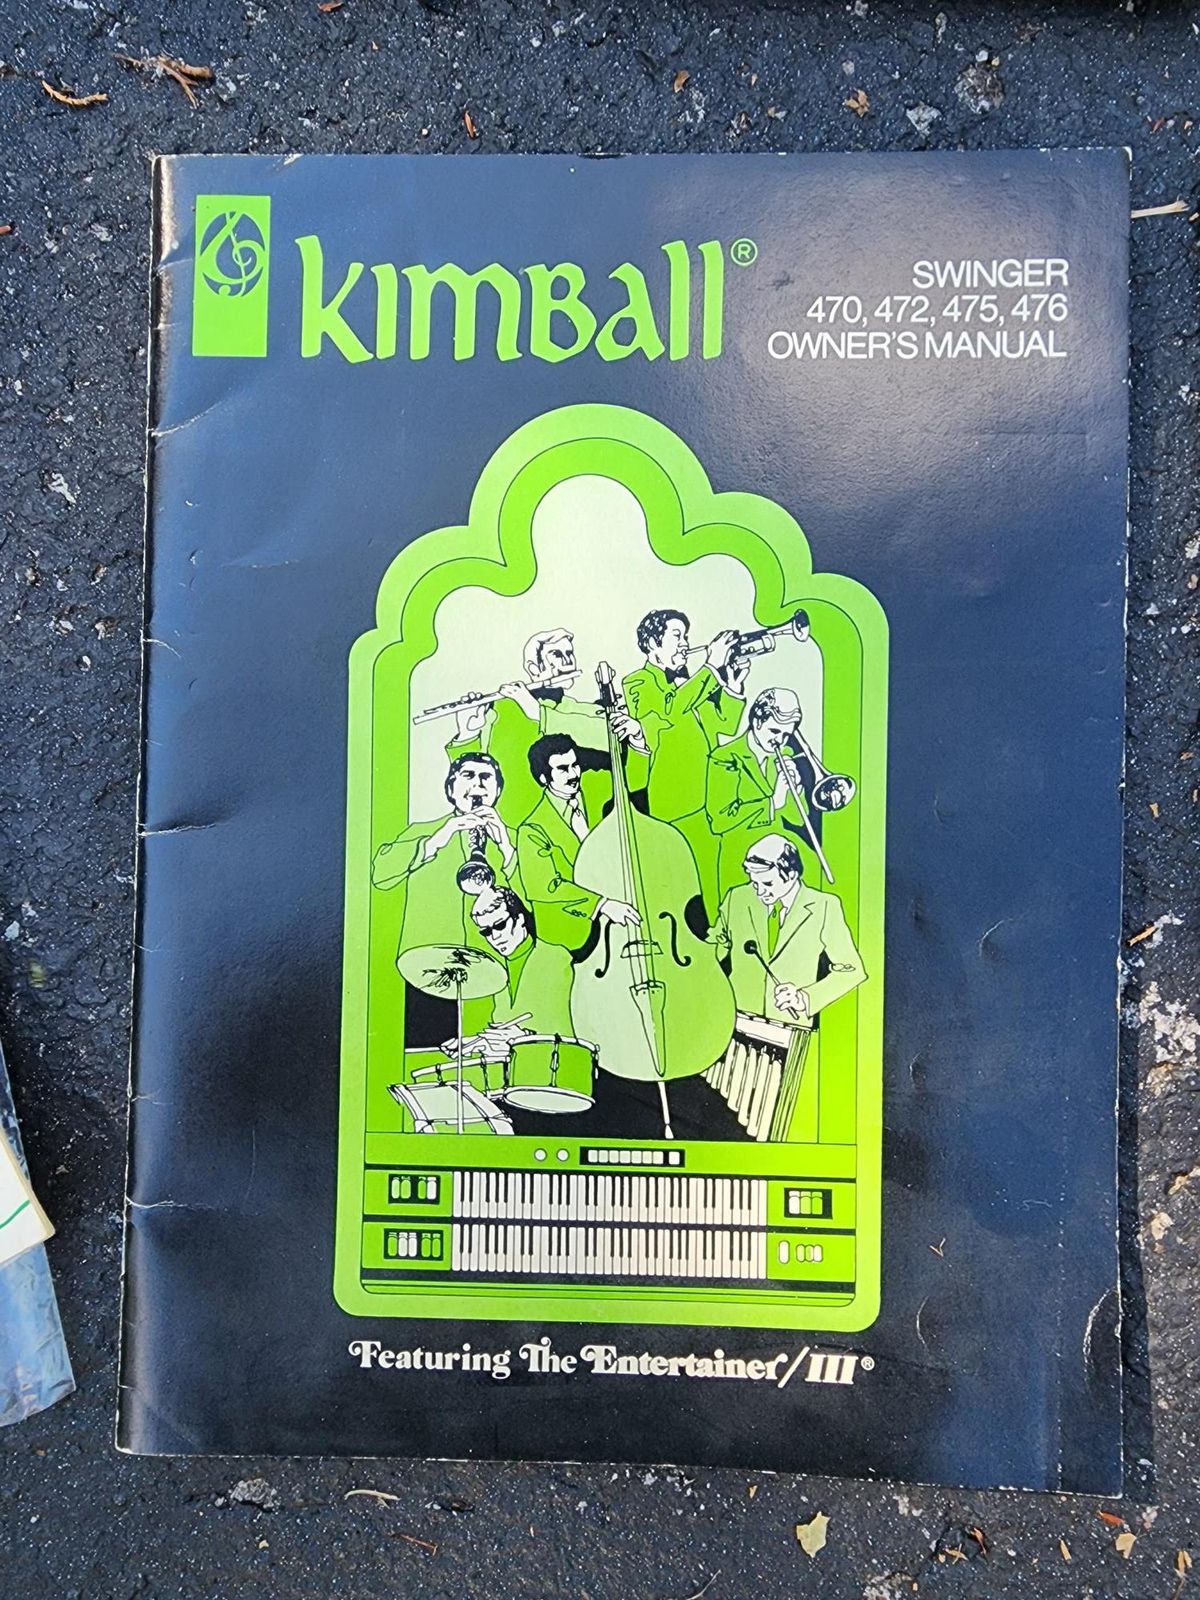 kimball®
SWINGER
470, 472, 475, 476
OWNER'S MANUAL
Featuring The Entertainer/III®